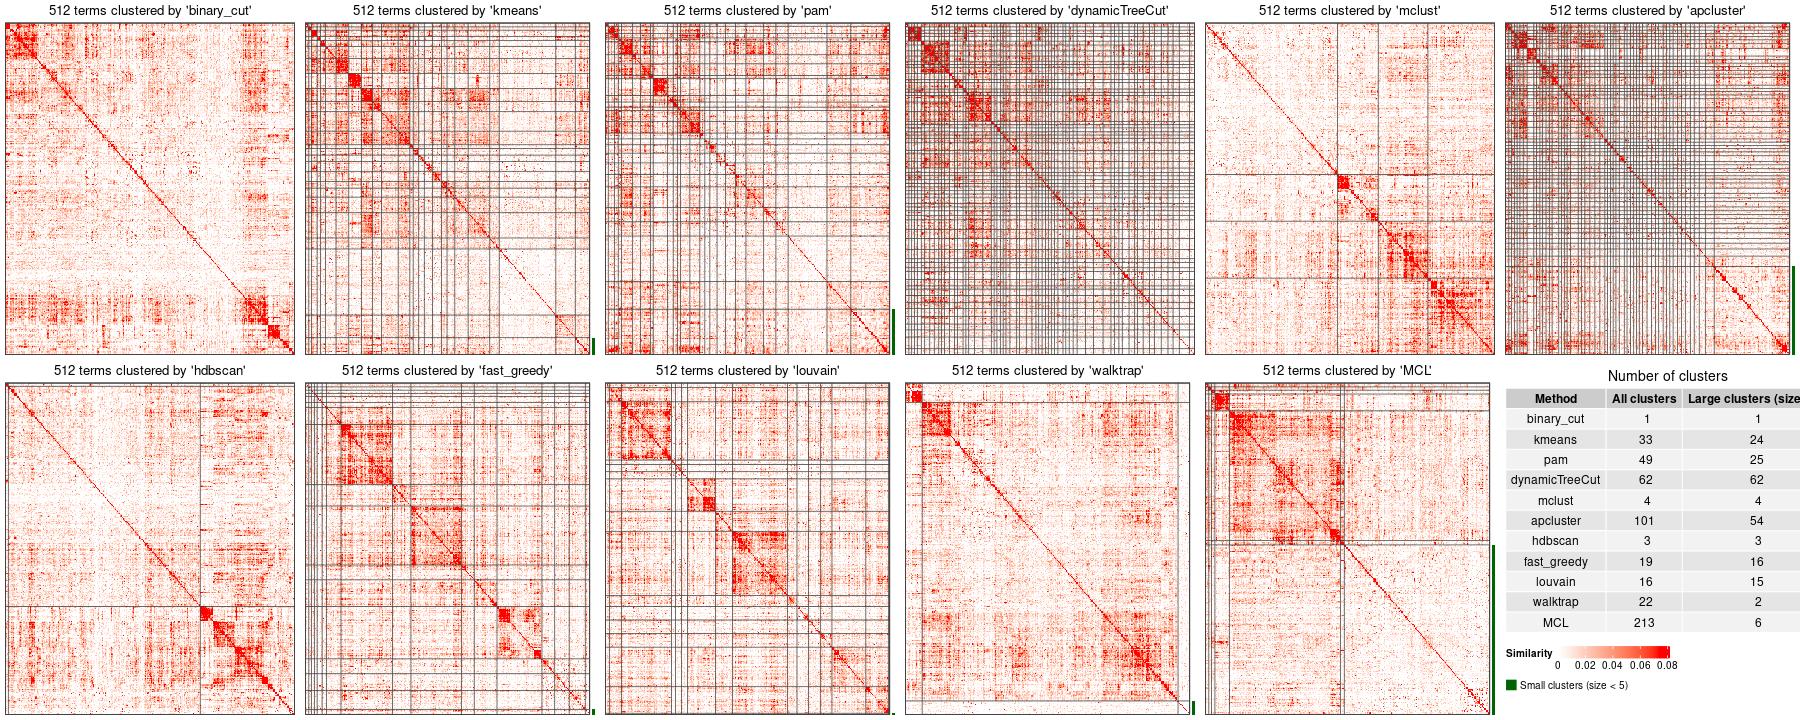 512 terms clustered by 'binary_cut'
512 terms clustered by 'kmeans'
512 terms clustered by 'pam'
512 terms clustered by 'dynamicTreeCut'
512 terms clustered by 'mclust'
512 terms clustered by 'apcluster'
512 terms clustered by 'hdbscan'
512 terms clustered by 'fast_greedy'
512 terms clustered by 'louvain'
512 terms clustered by 'walktrap'
512 terms clustered by 'MCL'
Number of clusters
Method All clusters Large clusters (size
binary_cut 1 1
kmeans 33 24
pam 49 25
dynamicTreeCut 62 62
mclust 4 4
apcluster 101 54
hdbscan 3 3
fast_greedy 19 16
louvain 16 15
walktrap 22 2
MCL 213 6
Similarity
0 0.02 0.04 0.06 0.08
Small clusters (size < 5)